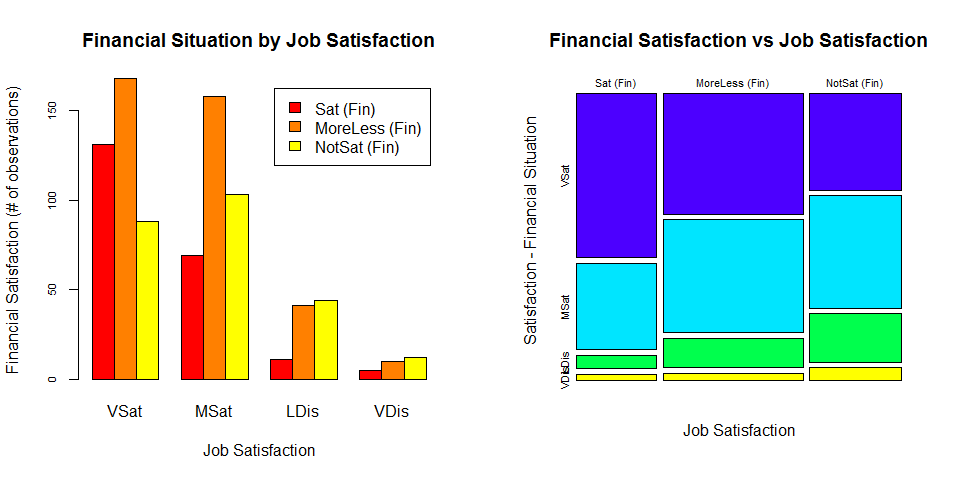 Financial Situation by Job Satisfaction
Financial Satisfaction (# of observations)
150
100
50
0
Sat (Fin)
MoreLess (Fin)
NotSat (Fin)
VSat MSat LDis VDis
Job Satisfaction
Financial Satisfaction vs Job Satisfaction
Sat (Fin) MoreLess (Fin) NotSat (Fin)
Satisfaction - Financial Situation
VSat
MSat
LDis
VDis
Job Satisfaction